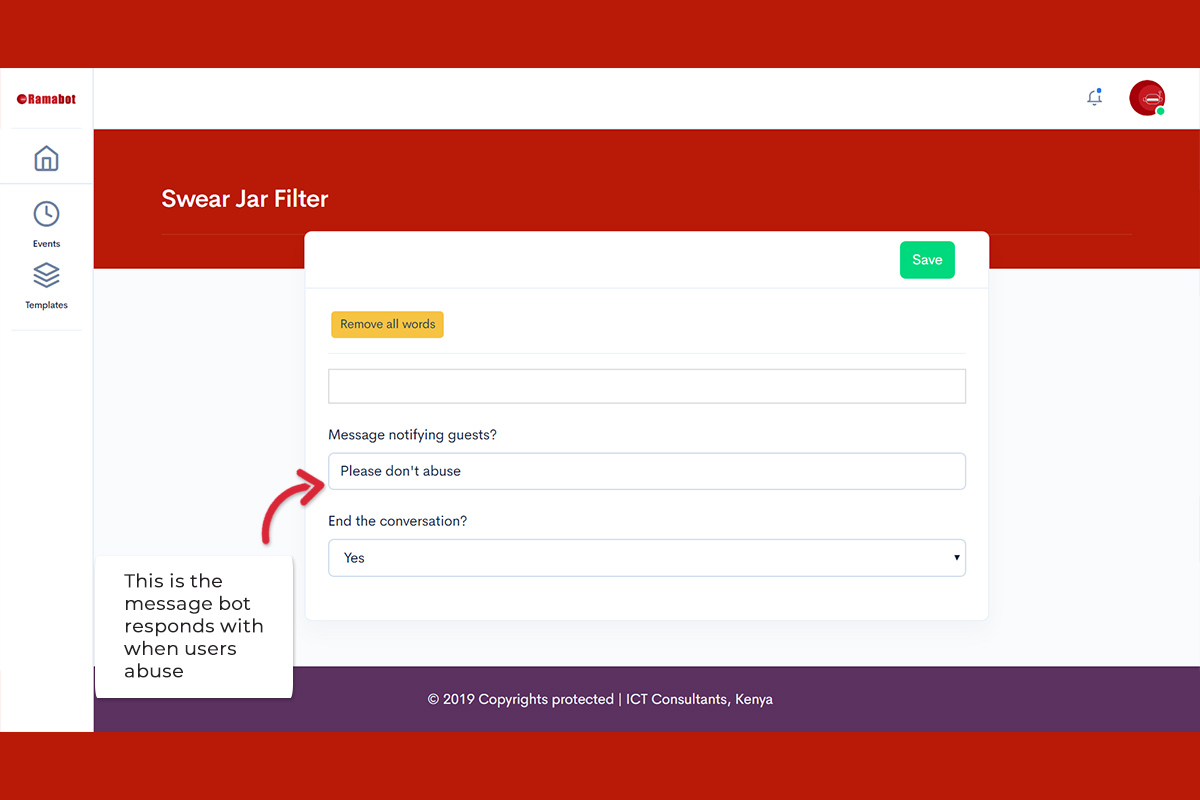 Ramabot
Swear Jar Filter
Save
Events
Templates
Remove all words
Message notifying guests?
Please don't abuse
End the conversation?
Yes
This is the
message bot
responds with
when users
abuse
© 2019 Copyrights protected | ICT Consultants, Kenya